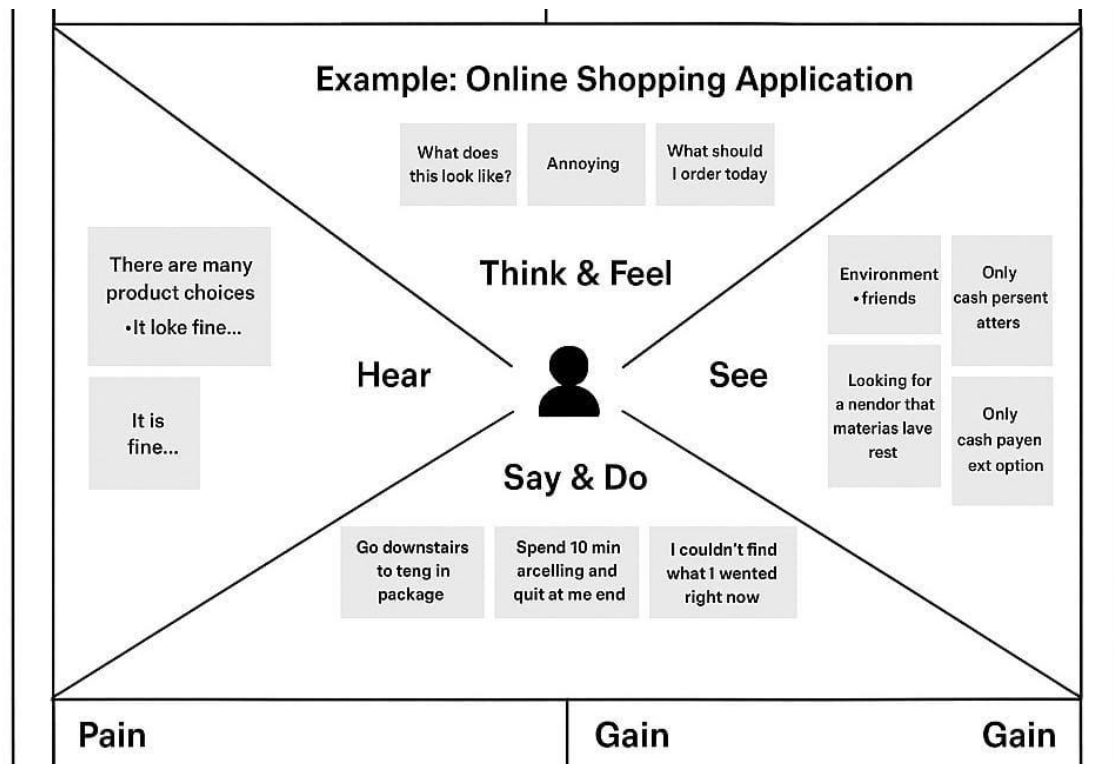 Example: Online Shopping Application
What does
this look like?
Annoying
What should
I order today
Think & Feel
There are many
product choices
•It loke fine...
It is
fine...
Hear
See
Environment
•friends
Only
cash persent
atters
Looking for
a nendor that
materias lave
rest
Only
cash payen
ext option
Say & Do
Go downstairs
to teng in
package
Spend 10 min
arcelling and
quit at me end
I couldn't find
what I wented
right now
Pain
Gain
Gain